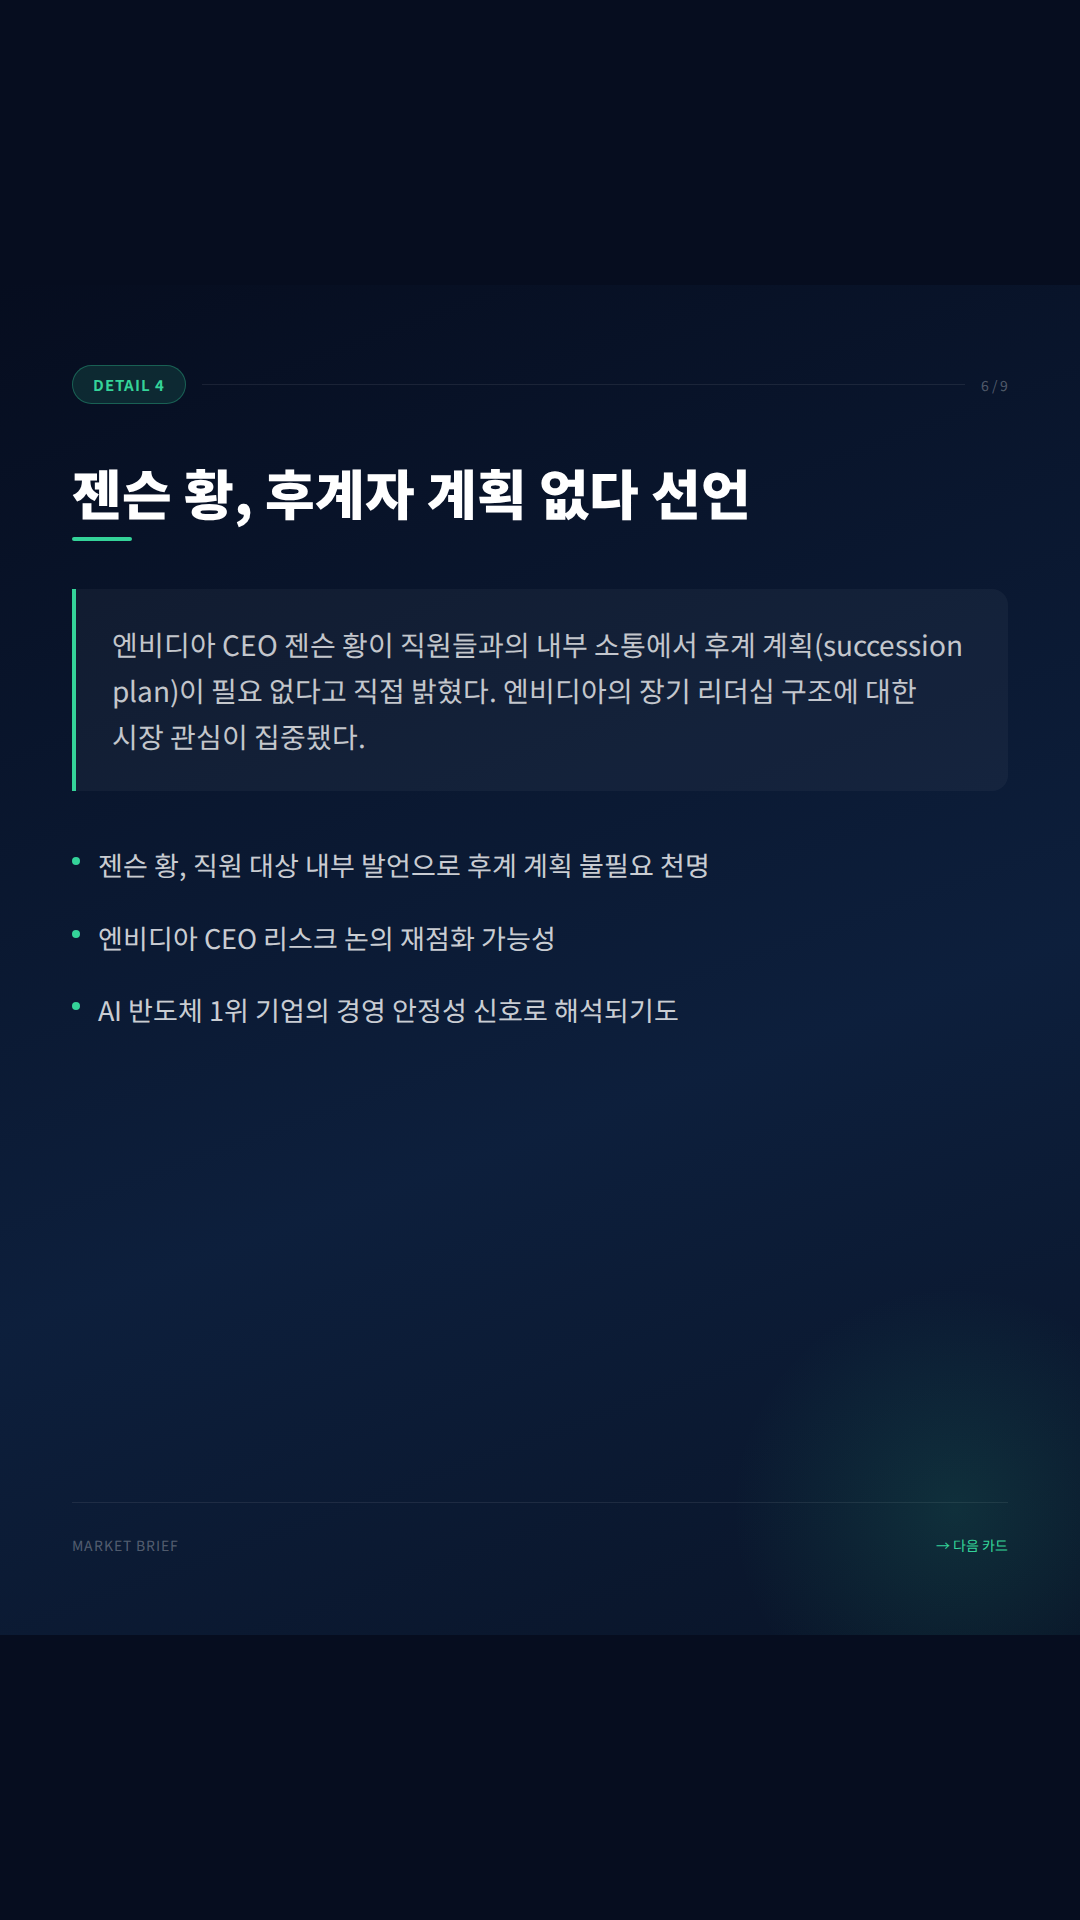 DETAIL 4
6 / 9
젠슨 황, 후계자 계획 없다 선언
엔비디아 CEO 젠슨 황이 직원들과의 내부 소통에서 후계 계획(succession
plan)이 필요 없다고 직접 밝혔다. 엔비디아의 장기 리더십 구조에 대한
시장 관심이 집중됐다.
• 젠슨 황, 직원 대상 내부 발언으로 후계 계획 불필요 천명
• 엔비디아 CEO 리스크 논의 재점화 가능성
• AI 반도체 1위 기업의 경영 안정성 신호로 해석되기도
MARKET BRIEF
→ 다음 카드